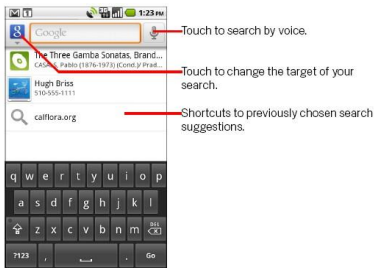 1:23 PM
Google
Touch to search by voice.
The Three Gamba Sonatas, Brand...
CASALS, Pablo (1876-1973) (Cond.)/ Prad...
Touch to change the target of your
search.
Hugh Briss
510-555-1111
Shortcuts to previously chosen search
suggestions.
calflora.org
q w e r t y u i o p
a s d f g h j k l
z x c v b n m DEL
?123 , . Go